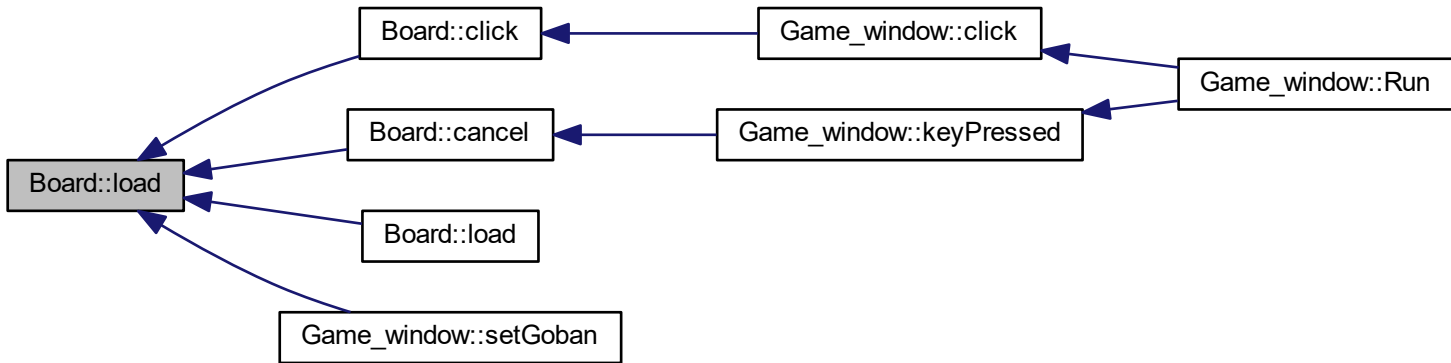 Board::click
Game_window::click
Game_window::Run
Board::cancel
Game_window::keyPressed
Board::load
Board::load
Game_window::setGoban